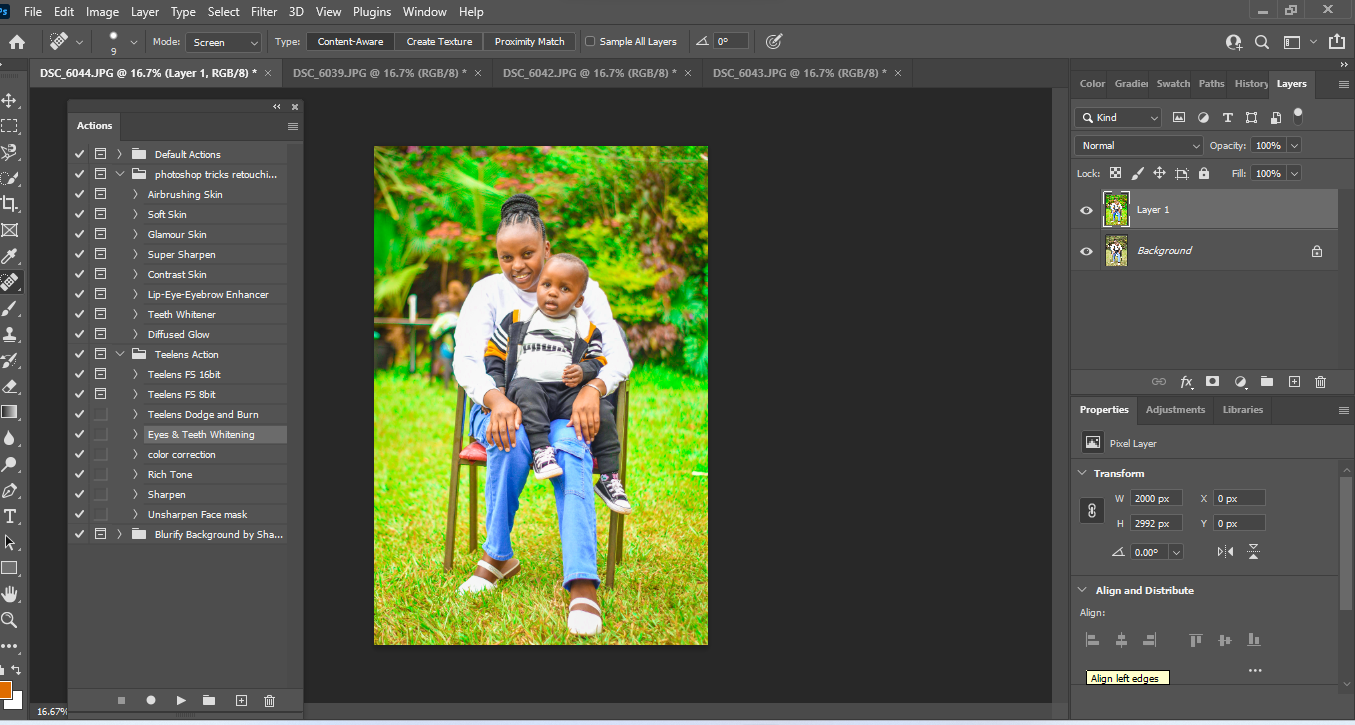 Ps File Edit Image Layer Type Select Filter 3D View Plugins Window Help
9 Mode: Screen Type: Content-Aware Create Texture Proximity Match Sample All Layers 0°
DSC_6044.JPG @ 16.7% (Layer 1, RGB/8) * × DSC_6039.JPG @ 16.7% (RGB/8) * × DSC_6042.JPG @ 16.7% (RGB/8) * × DSC_6043.JPG @ 16.7% (RGB/8) * ×
Actions
Default Actions
photoshop tricks retouchi...
Airbrushing Skin
Soft Skin
Glamour Skin
Super Sharpen
Contrast Skin
Lip-Eye-Eyebrow Enhancer
Teeth Whitener
Diffused Glow
Teelens Action
Teelens FS 16bit
Teelens FS 8bit
Teelens Dodge and Burn
Eyes & Teeth Whitening
color correction
Rich Tone
Sharpen
Unsharpen Face mask
Blurify Background by Sha...
16.67%
Color Gradien Swatch Paths History Layers
Kind
Normal Opacity: 100%
Lock: Fill: 100%
Layer 1
Background
fx
Properties Adjustments Libraries
Pixel Layer
Transform
W 2000 px X 0 px
H 2992 px Y 0 px
0.00°
Align and Distribute
Align:
Align left edges